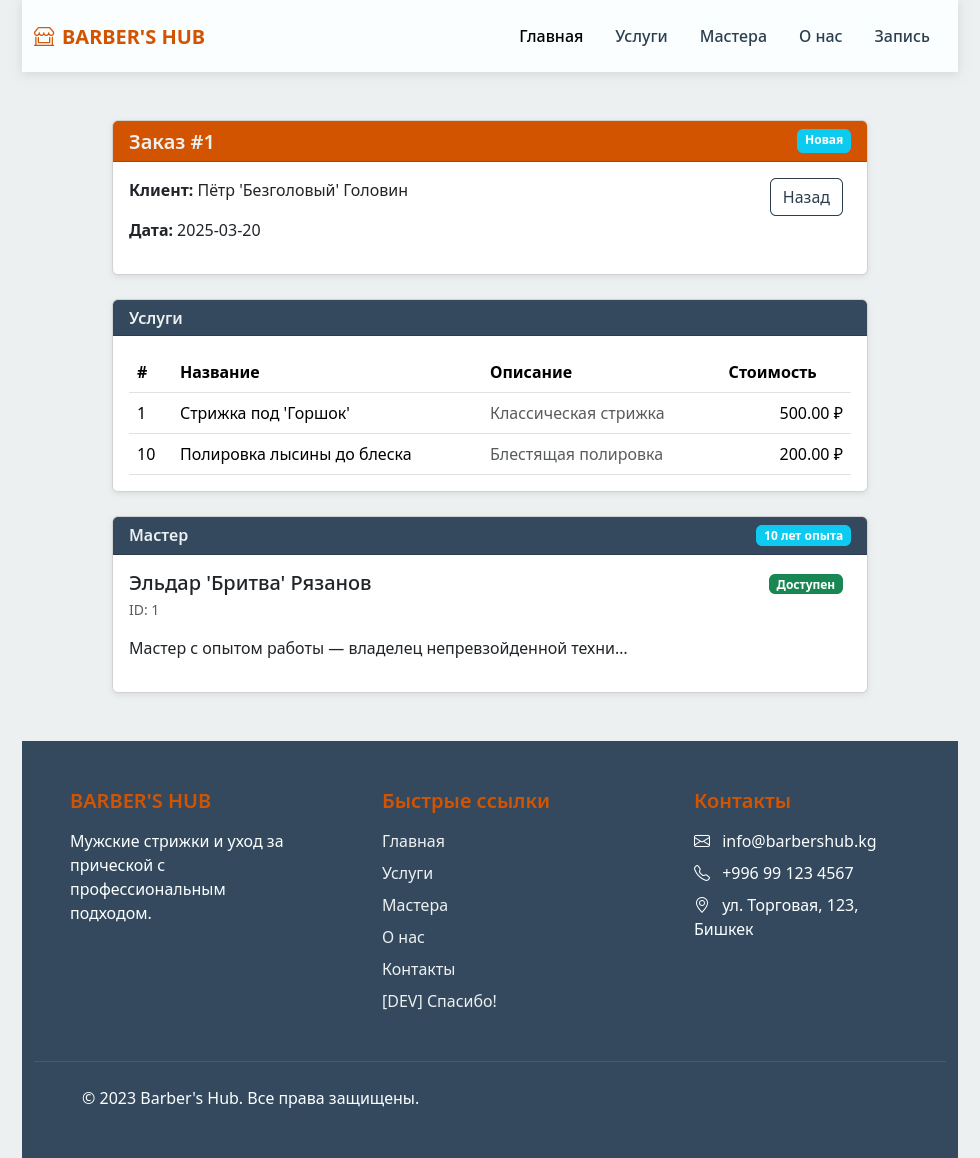 BARBER'S HUB
Главная Услуги Мастера О нас Запись
Заказ #1 Новая
Клиент: Пётр 'Безголовый' Головин Назад
Дата: 2025-03-20
Услуги
# Название Описание Стоимость
1 Стрижка под 'Горшок' Классическая стрижка 500.00 ₽
10 Полировка лысины до блеска Блестящая полировка 200.00 ₽
Мастер 10 лет опыта
Эльдар 'Бритва' Рязанов Доступен
ID: 1
Мастер с опытом работы — владелец непревзойденной техни...
BARBER'S HUB
Мужские стрижки и уход за
прической с
профессиональным
подходом.
Быстрые ссылки
Главная
Услуги
Мастера
О нас
Контакты
[DEV] Спасибо!
Контакты
info@barbershub.kg
+996 99 123 4567
ул. Торговая, 123,
Бишкек
© 2023 Barber's Hub. Все права защищены.